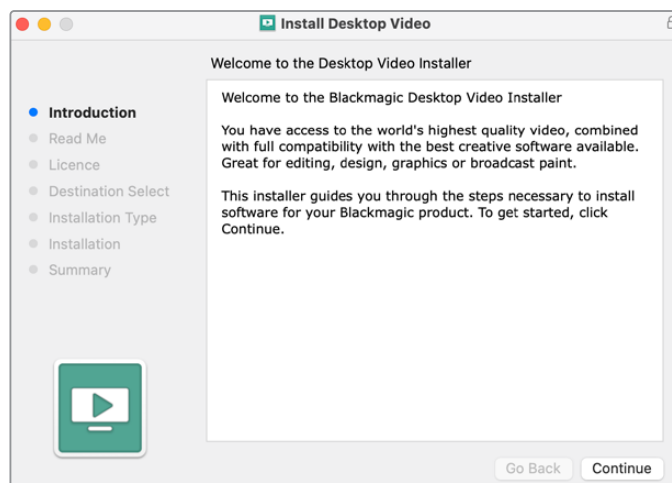 Install Desktop Video
Welcome to the Desktop Video Installer
Introduction
Read Me
Licence
Destination Select
Installation Type
Installation
Summary
Welcome to the Blackmagic Desktop Video Installer
You have access to the world's highest quality video, combined
with full compatibility with the best creative software available.
Great for editing, design, graphics or broadcast paint.
This installer guides you through the steps necessary to install
software for your Blackmagic product. To get started, click
Continue.
Go Back
Continue